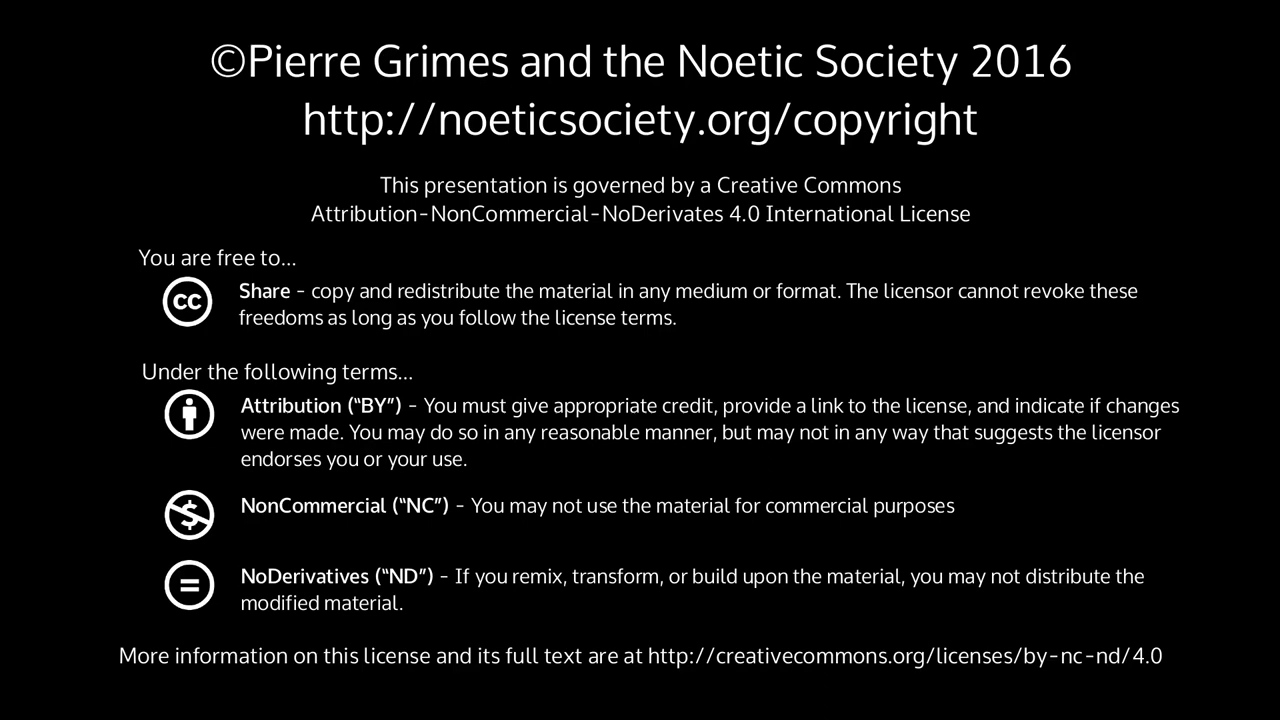 ©Pierre Grimes and the Noetic Society 2016
http://noeticsociety.org/copyright
This presentation is governed by a Creative Commons
Attribution-NonCommercial-NoDerivates 4.0 International License
You are free to...
cc
Share - copy and redistribute the material in any medium or format. The licensor cannot revoke these
freedoms as long as you follow the license terms.
Under the following terms...
Attribution (“BY”) - You must give appropriate credit, provide a link to the license, and indicate if changes
were made. You may do so in any reasonable manner, but may not in any way that suggests the licensor
endorses you or your use.
NonCommercial (“NC”) - You may not use the material for commercial purposes
NoDerivatives (“ND”) - If you remix, transform, or build upon the material, you may not distribute the
modified material.
More information on this license and its full text are at http://creativecommons.org/licenses/by-nc-nd/4.0